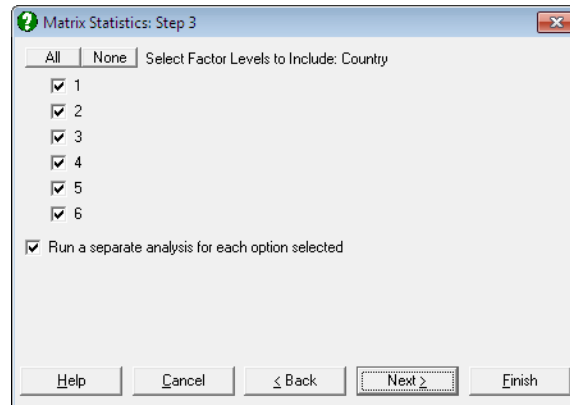 Matrix Statistics: Step 3
All None Select Factor Levels to Include: Country
1
2
3
4
5
6
Run a separate analysis for each option selected
Help Cancel < Back Next > Finish